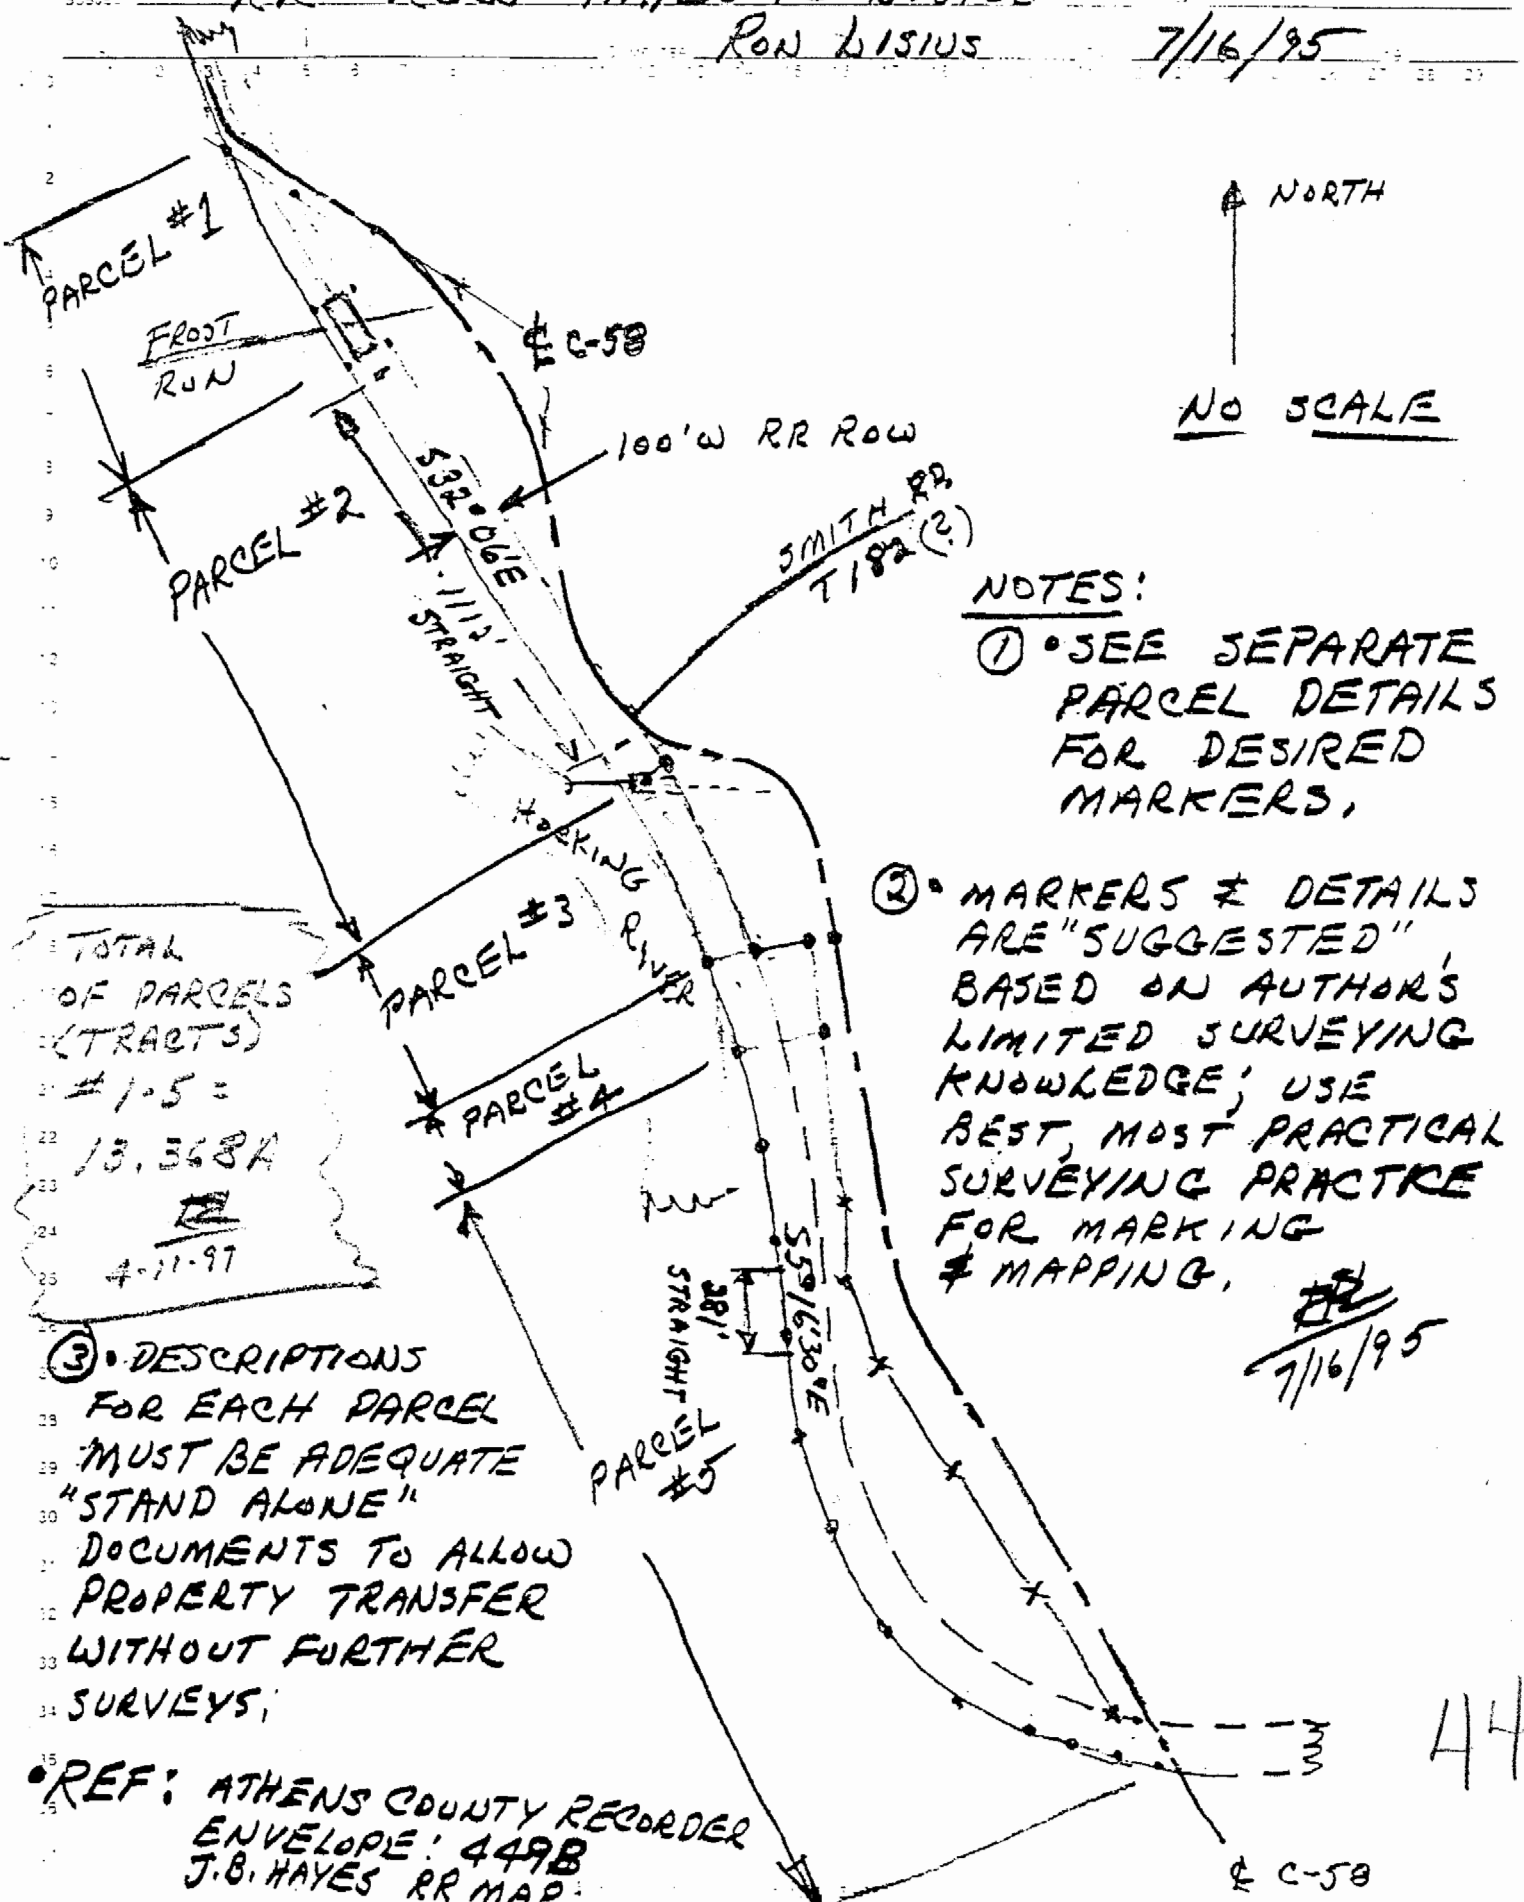 RON LISIUS 7/16/95
NORTH
NO SCALE
PARCEL #1
FROST
RUN
℄ C-58
100'W RR ROW
S32°06'E
PARCEL #2
1112'
STRAIGHT
SMITH RR
T182(?)
HOCKING
RIVER
PARCEL #3
PARCEL
#4
NOTES:
① • SEE SEPARATE
PARCEL DETAILS
FOR DESIRED
MARKERS.
② • MARKERS & DETAILS
ARE "SUGGESTED",
BASED ON AUTHOR'S
LIMITED SURVEYING
KNOWLEDGE; USE
BEST, MOST PRACTICAL
SURVEYING PRACTICE
FOR MARKING
& MAPPING.
7/16/95
TOTAL
OF PARCELS
(TRACTS)
#1-5 =
13.368A
4-11-97
S5°16'30"E
381'
STRAIGHT
PARCEL
#5
③ • DESCRIPTIONS
FOR EACH PARCEL
MUST BE ADEQUATE
"STAND ALONE"
DOCUMENTS TO ALLOW
PROPERTY TRANSFER
WITHOUT FURTHER
SURVEYS;
• REF: ATHENS COUNTY RECORDER
ENVELOPE: 449B
J.B. HAYES RR MAP
℄ C-58
44